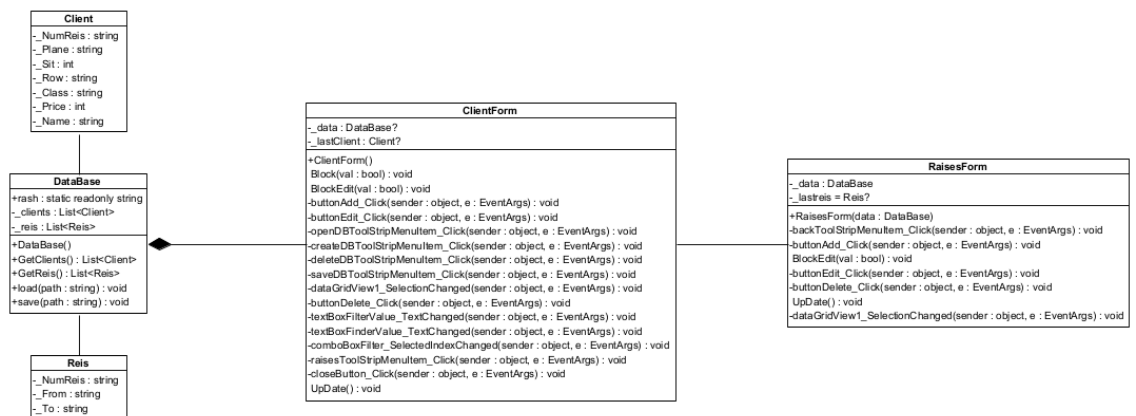 Client
-_NumReis : string
-_Plane : string
-_Sit : int
-_Row : string
-_Class : string
-_Price : int
-_Name : string
DataBase
+rash : static readonly string
-_clients : List<Client>
-_reis : List<Reis>
+DataBase()
+GetClients() : List<Client>
+GetReis() : List<Reis>
+load(path : string) : void
+save(path : string) : void
Reis
-_NumReis : string
-_From : string
-_To : string
ClientForm
-_data : DataBase?
-_lastClient : Client?
+ClientForm()
Block(val : bool) : void
BlockEdit(val : bool) : void
-buttonAdd_Click(sender : object, e : EventArgs) : void
-buttonEdit_Click(sender : object, e : EventArgs) : void
-openDBToolStripMenuItem_Click(sender : object, e : EventArgs) : void
-createDBToolStripMenuItem_Click(sender : object, e : EventArgs) : void
-deleteDBToolStripMenuItem_Click(sender : object, e : EventArgs) : void
-saveDBToolStripMenuItem_Click(sender : object, e : EventArgs) : void
-dataGridView1_SelectionChanged(sender : object, e : EventArgs) : void
-buttonDelete_Click(sender : object, e : EventArgs) : void
-textBoxFilterValue_TextChanged(sender : object, e : EventArgs) : void
-textBoxFinderValue_TextChanged(sender : object, e : EventArgs) : void
-comboBoxFilter_SelectedIndexChanged(sender : object, e : EventArgs) : void
-raisesToolStripMenuItem_Click(sender : object, e : EventArgs) : void
-closeButton_Click(sender : object, e : EventArgs) : void
UpDate() : void
RaisesForm
-_data : DataBase
-_lastreis = Reis?
+RaisesForm(data : DataBase)
-backToolStripMenuItem_Click(sender : object, e : EventArgs) : void
-buttonAdd_Click(sender : object, e : EventArgs) : void
BlockEdit(val : bool) : void
-buttonEdit_Click(sender : object, e : EventArgs) : void
-buttonDelete_Click(sender : object, e : EventArgs) : void
UpDate() : void
-dataGridView1_SelectionChanged(sender : object, e : EventArgs) : void